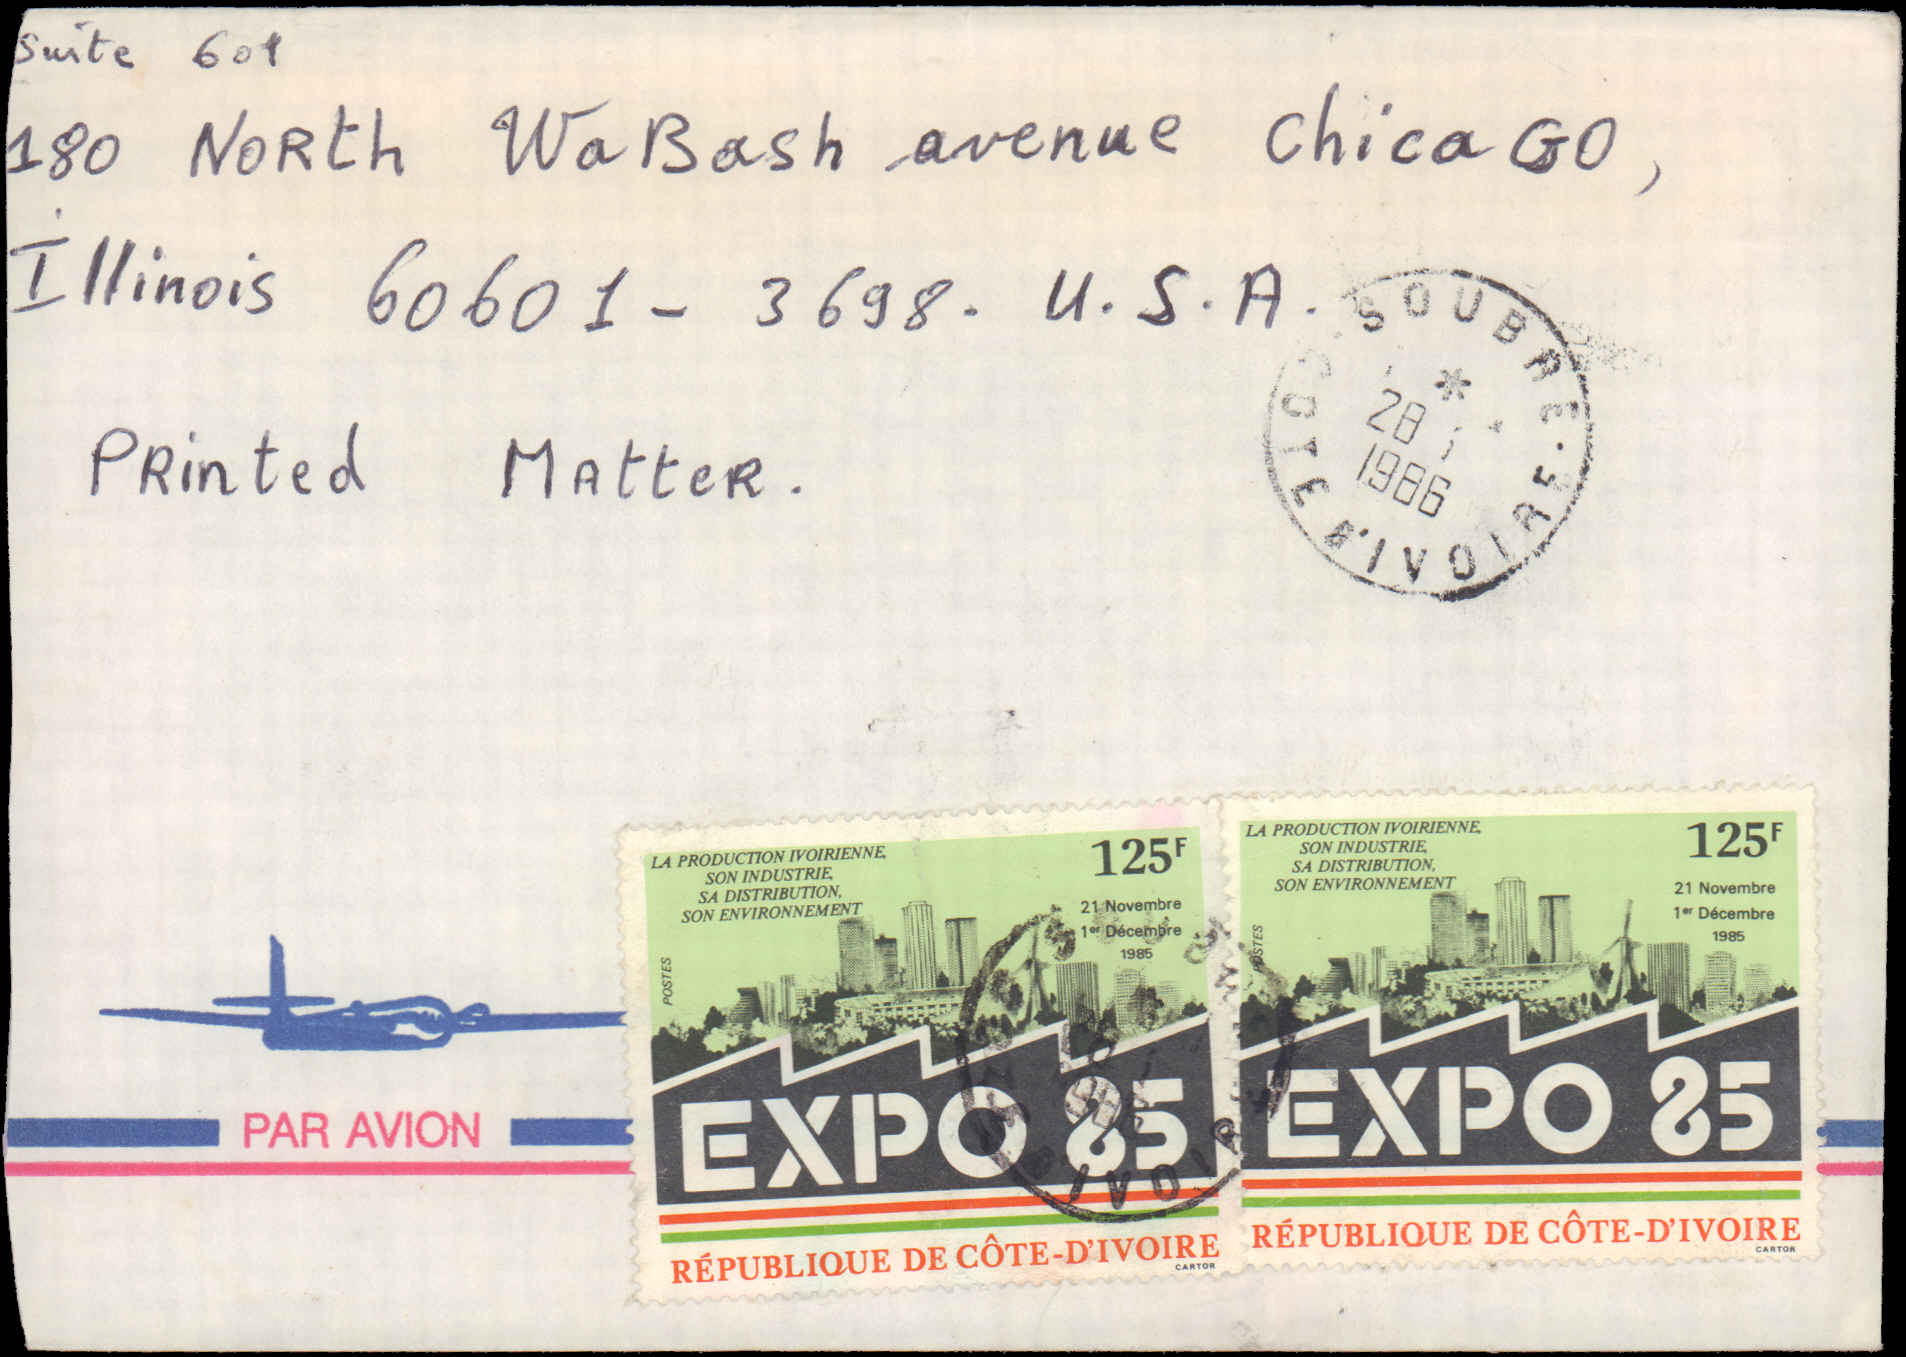 Suite 601
180 NORth WaBash avenue ChicaGO,
Illinois 60601 - 3698. U.S.A.
PRinted MAtteR.
SOUBRE
*
28
1986
COTE D'IVOIRE
LA PRODUCTION IVOIRIENNE,
SON INDUSTRIE,
SA DISTRIBUTION,
SON ENVIRONNEMENT
125F
21 Novembre
1er Décembre
1985
POSTES
EXPO 85
RÉPUBLIQUE DE CÔTE-D'IVOIRE
CARTOR
LA PRODUCTION IVOIRIENNE,
SON INDUSTRIE,
SA DISTRIBUTION,
SON ENVIRONNEMENT
125F
21 Novembre
1er Décembre
1985
POSTES
EXPO 85
RÉPUBLIQUE DE CÔTE-D'IVOIRE
CARTOR
PAR AVION